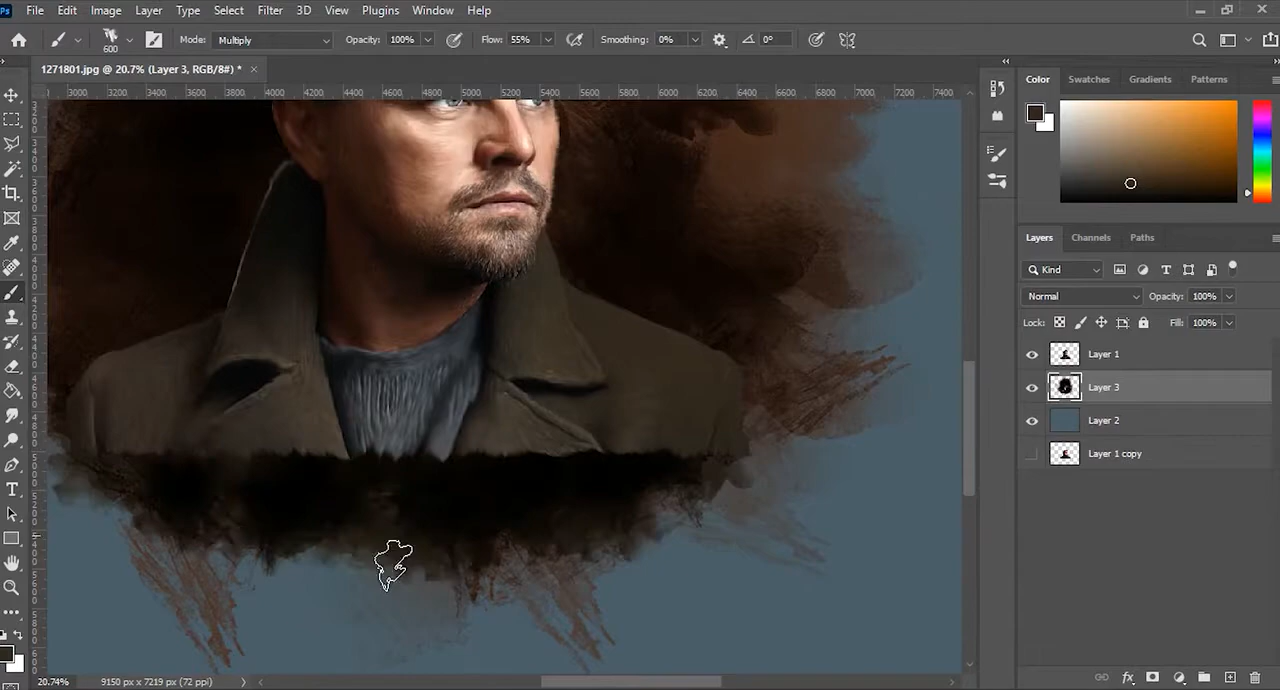 Ps File Edit Image Layer Type Select Filter 3D View Plugins Window Help
600 Mode: Multiply Opacity: 100% Flow: 55% Smoothing: 0% 0°
1271801.jpg @ 20.7% (Layer 3, RGB/8#) * ×
3000 3200 3400 3600 3800 4000 4200 4400 4600 4800 5000 5200 5400 5600 5800 6000 6200 6400 6600 6800 7000 7200 7400
Color Swatches Gradients Patterns
Layers Channels Paths
Kind
Normal Opacity: 100%
Lock: Fill: 100%
Layer 1
Layer 3
Layer 2
Layer 1 copy
20.74% 9150 px x 7219 px (72 ppi)